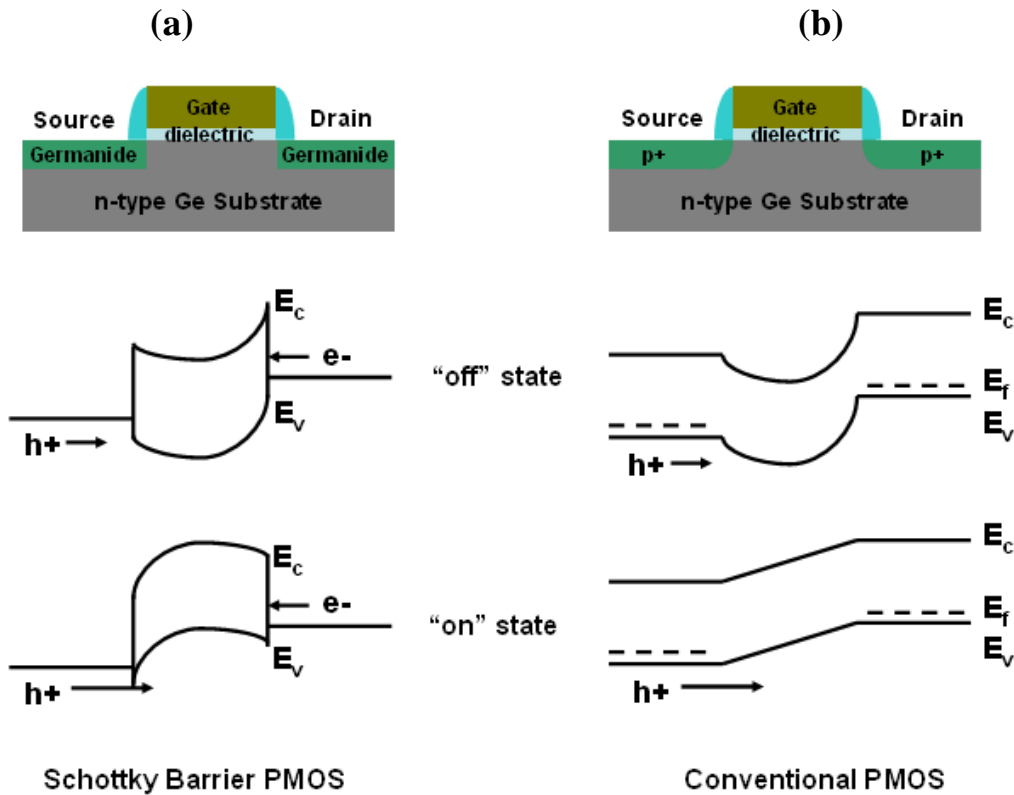 (a)
(b)
Source
Gate
Drain
dielectric
Germanide
Germanide
n-type Ge Substrate
Source
Gate
Drain
dielectric
p+
p+
n-type Ge Substrate
Ec
e-
Ev
h+
"off" state
Ec
Ef
Ev
h+
Ec
e-
Ev
h+
"on" state
Ec
Ef
Ev
h+
Schottky Barrier PMOS
Conventional PMOS